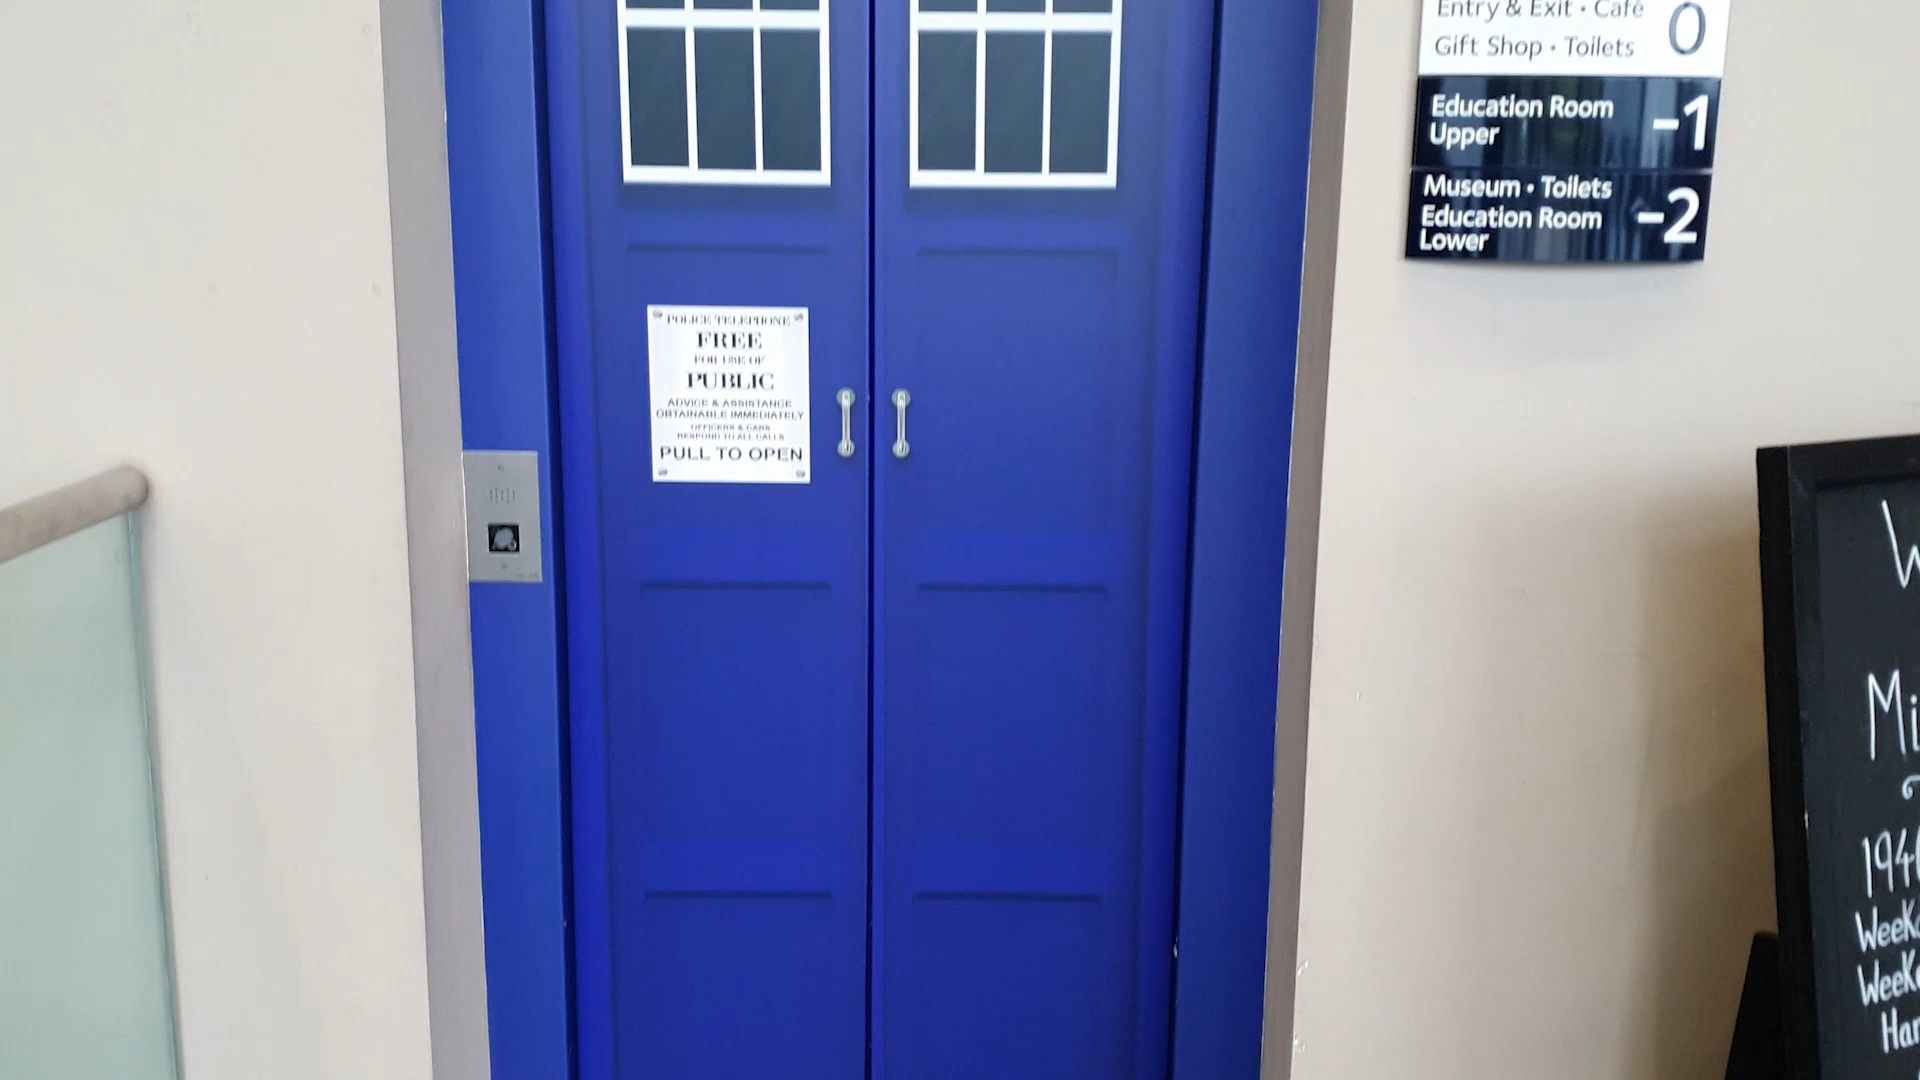 Entry & Exit • Café
0
Gift Shop • Toilets
Education Room
Upper
-1
Museum • Toilets
Education Room
Lower
-2
POLICE TELEPHONE
FREE
FOR USE OF
PUBLIC
ADVICE & ASSISTANCE
OBTAINABLE IMMEDIATELY
OFFICERS & CARS
RESPOND TO ALL CALLS
PULL TO OPEN
W
Mi
194
Week
Week
Har